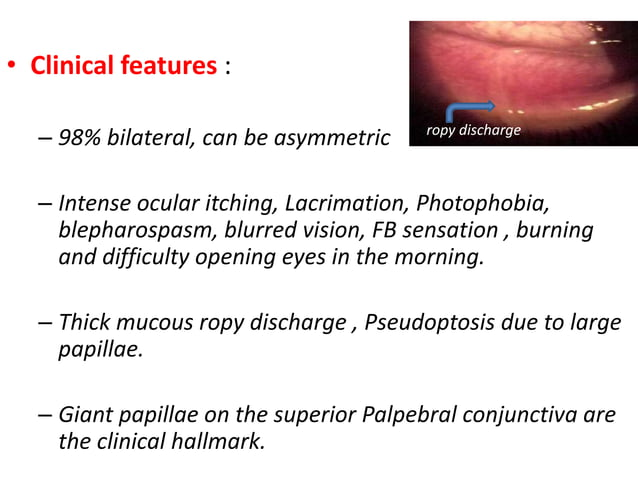 • Clinical features :
ropy discharge
– 98% bilateral, can be asymmetric
– Intense ocular itching, Lacrimation, Photophobia,
blepharospasm, blurred vision, FB sensation , burning
and difficulty opening eyes in the morning.
– Thick mucous ropy discharge , Pseudoptosis due to large
papillae.
– Giant papillae on the superior Palpebral conjunctiva are
the clinical hallmark.